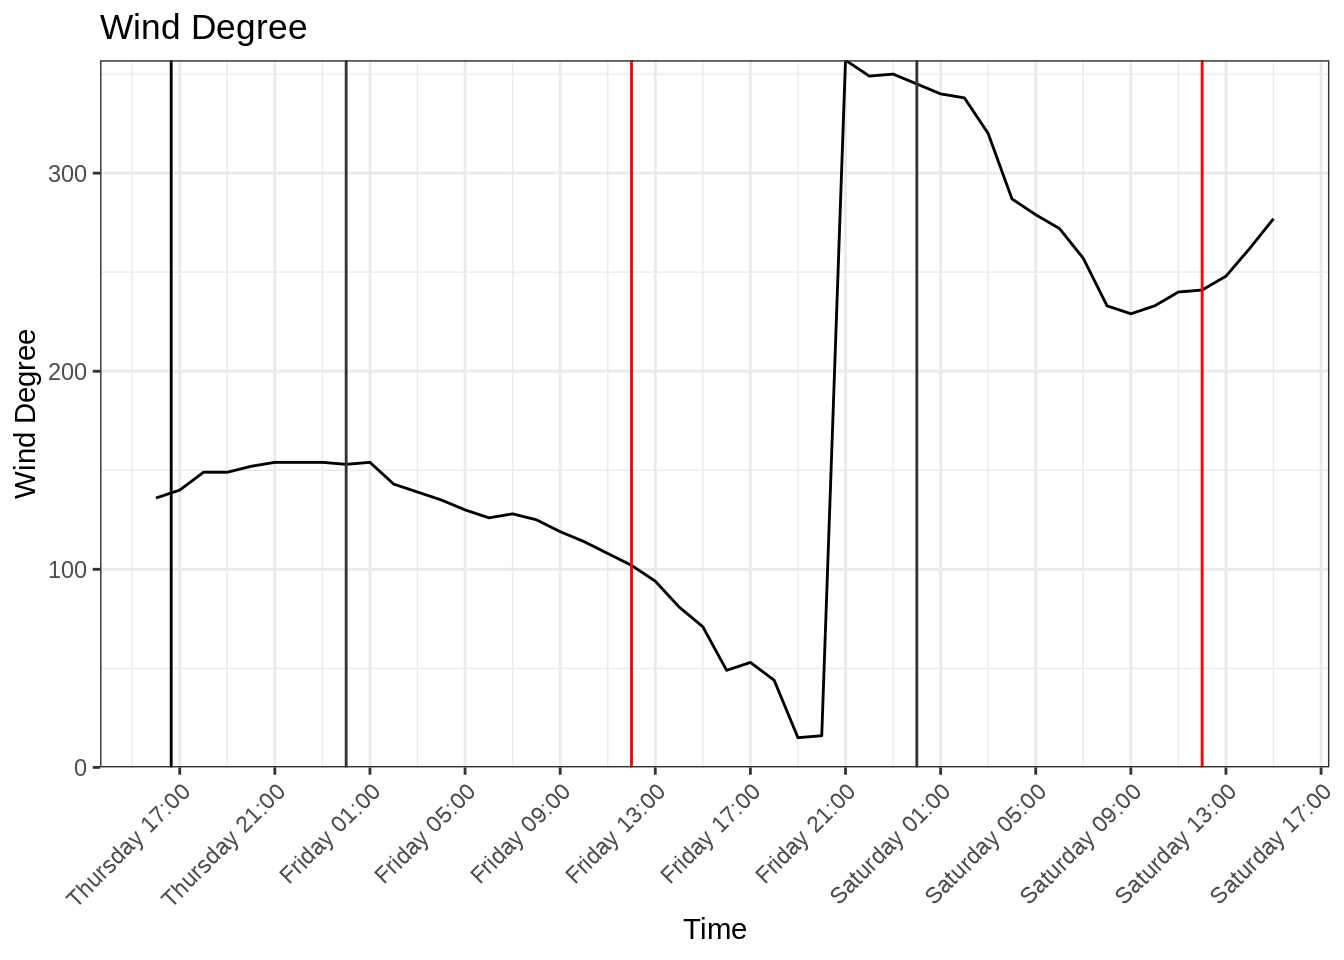 Wind Degree
Wind Degree
300
200
100
0
Thursday 17:00
Thursday 21:00
Friday 01:00
Friday 05:00
Friday 09:00
Friday 13:00
Friday 17:00
Friday 21:00
Saturday 01:00
Saturday 05:00
Saturday 09:00
Saturday 13:00
Saturday 17:00
Time